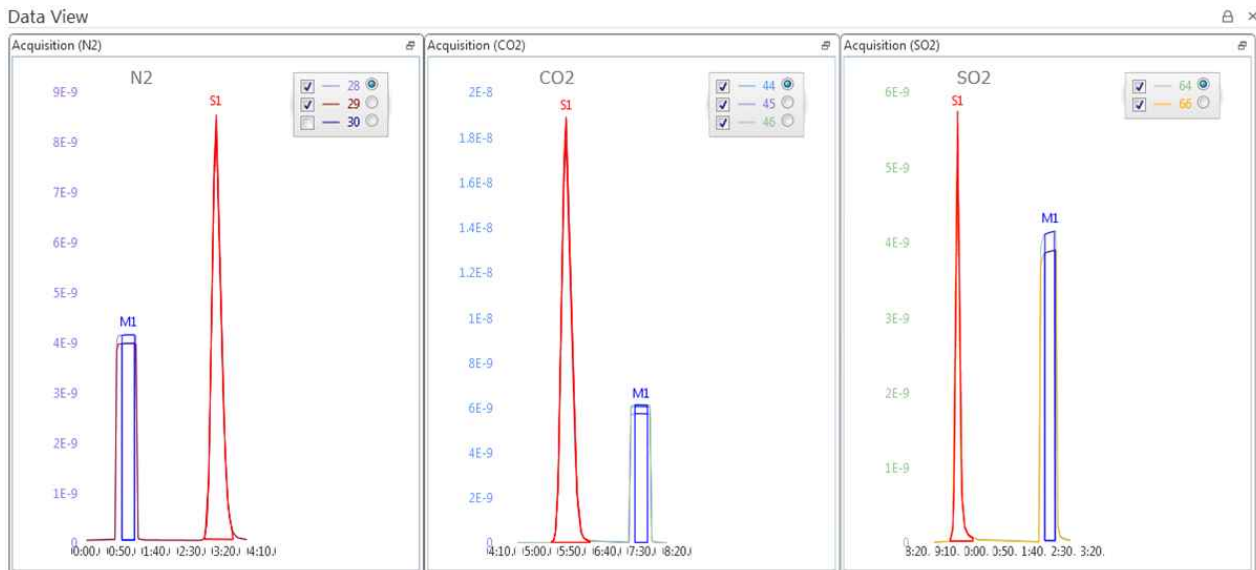 Data View
Acquisition (N2)
N2
28
29
30
9E-9
8E-9
7E-9
6E-9
5E-9
4E-9
3E-9
2E-9
1E-9
0
S1
M1
Acquisition (CO2)
CO2
44
45
46
2E-8
1.8E-8
1.6E-8
1.4E-8
1.2E-8
1E-8
8E-9
6E-9
4E-9
2E-9
0
S1
M1
Acquisition (SO2)
SO2
64
66
6E-9
5E-9
4E-9
3E-9
2E-9
1E-9
0
S1
M1